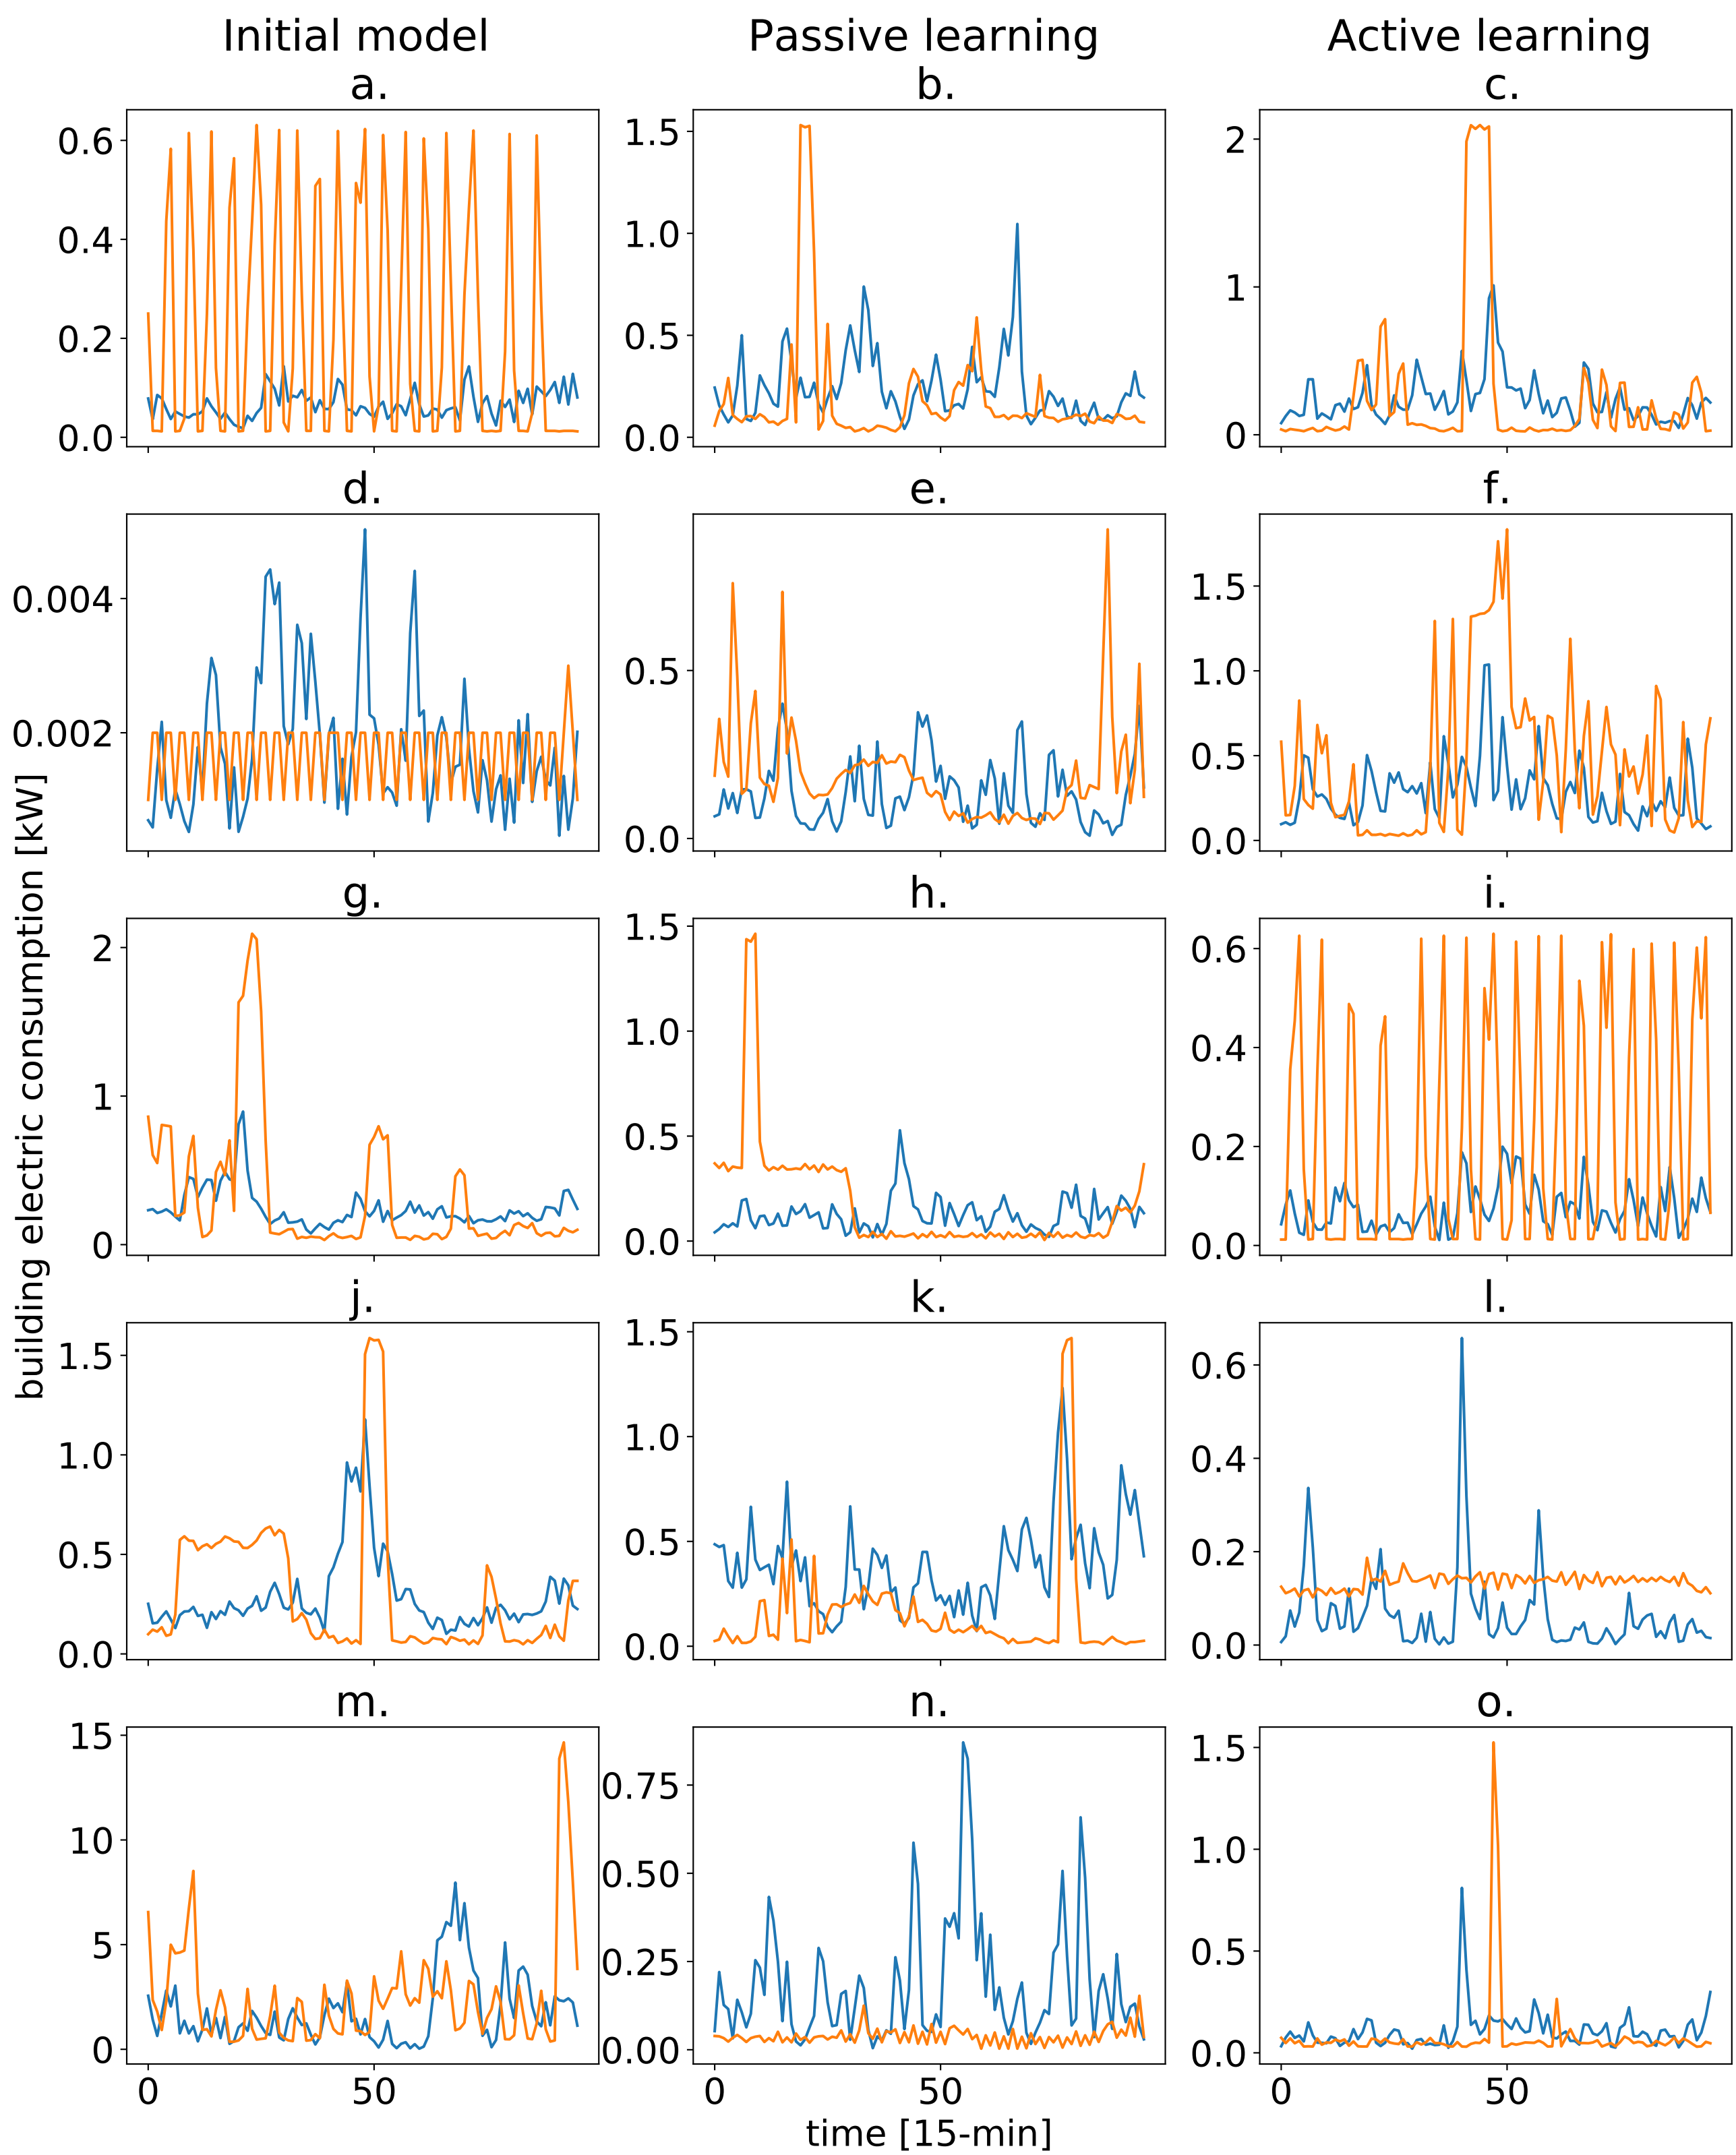 Initial model Passive learning Active learning
a. b. c.
0.6 1.5 2
0.4 1.0 1
0.2 0.5
0.0 0.0 0
d. e. f.
0.004 0.5 1.5
0.002 0.0 1.0
0.5
0.0
building electric consumption [kW]
g. h. i.
2 1.5 0.6
1 1.0 0.4
0 0.5 0.2
0.0 0.0
j. k. l.
1.5 1.5 0.6
1.0 1.0 0.4
0.5 0.5 0.2
0.0 0.0 0.0
m. n. o.
15 0.75 1.5
10 0.50 1.0
5 0.25 0.5
0 0.00 0.0
0 50 0 50 0 50
time [15-min]